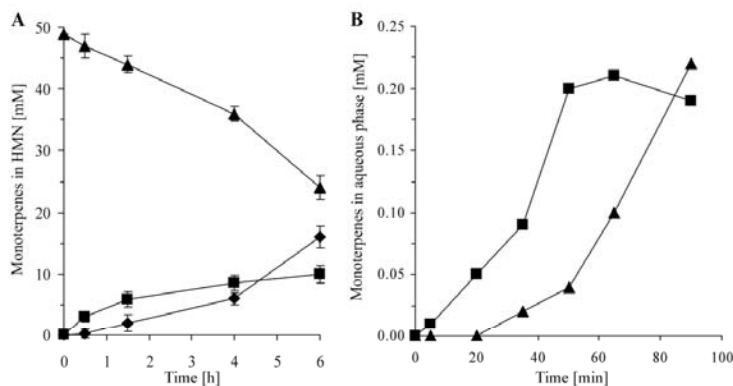 A
Monoterpenes in HMN [mM]
50
40
30
20
10
0
0 1 2 3 4 5 6
Time [h]
B
Monoterpenes in aqueous phase [mM]
0.20
0.15
0.10
0.05
0.00
0 20 40 60 80 100
Time [min]